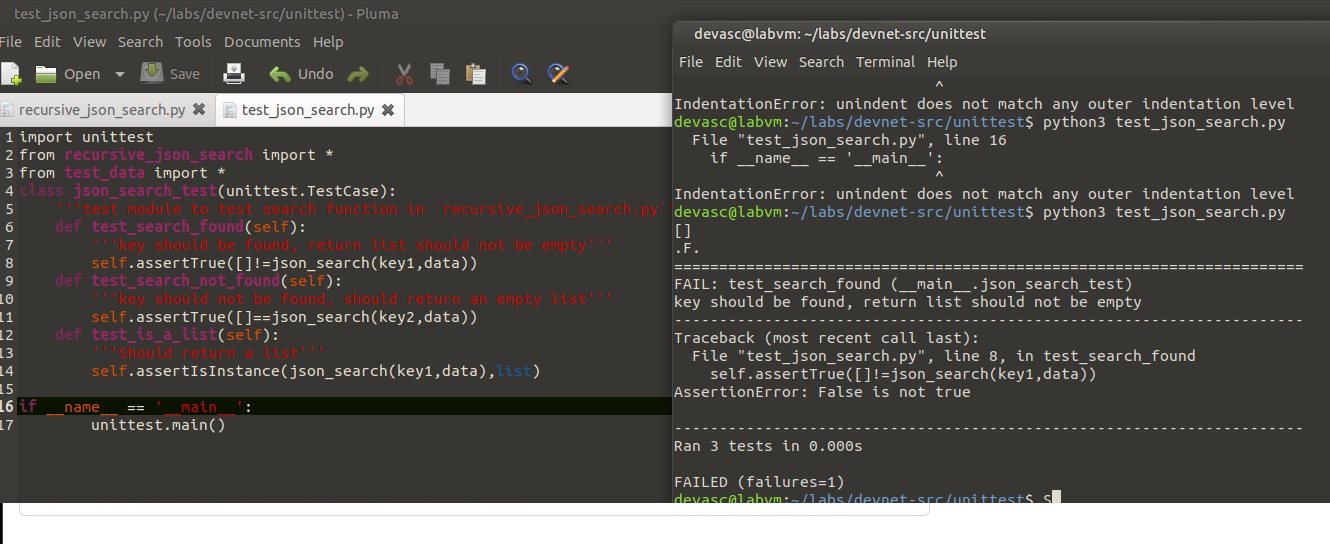 test_json_search.py (~/labs/devnet-src/unittest) - Pluma
File Edit View Search Tools Documents Help
Open Save Undo
recursive_json_search.py test_json_search.py
1 import unittest
2 from recursive_json_search import *
3 from test_data import *
4 class json_search_test(unittest.TestCase):
5     '''test module to test search function in `recursive_json_search.py`'
6     def test_search_found(self):
7         '''key should be found, return list should not be empty'''
8         self.assertTrue([]!=json_search(key1,data))
9     def test_search_not_found(self):
10         '''key should not be found, should return an empty list'''
11         self.assertTrue([]==json_search(key2,data))
12     def test_is_a_list(self):
13         '''Should return a list'''
14         self.assertIsInstance(json_search(key1,data),list)
15
16 if __name__ == '__main__':
17         unittest.main()
devasc@labvm: ~/labs/devnet-src/unittest
File Edit View Search Terminal Help
^
IndentationError: unindent does not match any outer indentation level
devasc@labvm:~/labs/devnet-src/unittest$ python3 test_json_search.py
  File "test_json_search.py", line 16
    if __name__ == '__main__':
^
IndentationError: unindent does not match any outer indentation level
devasc@labvm:~/labs/devnet-src/unittest$ python3 test_json_search.py
[]
.F.
======================================================================
FAIL: test_search_found (__main__.json_search_test)
key should be found, return list should not be empty
----------------------------------------------------------------------
Traceback (most recent call last):
  File "test_json_search.py", line 8, in test_search_found
    self.assertTrue([]!=json_search(key1,data))
AssertionError: False is not true
----------------------------------------------------------------------
Ran 3 tests in 0.000s
FAILED (failures=1)
devasc@labvm:~/labs/devnet-src/unittest$ S